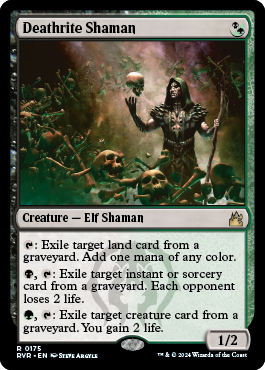 Deathrite Shaman
Creature — Elf Shaman
: Exile target land card from a
graveyard. Add one mana of any color.
, : Exile target instant or sorcery
card from a graveyard. Each opponent
loses 2 life.
, : Exile target creature card from a
graveyard. You gain 2 life.
1/2
R 0175
RVR • EN Steve Argyle
™ & © 2024 Wizards of the Coast